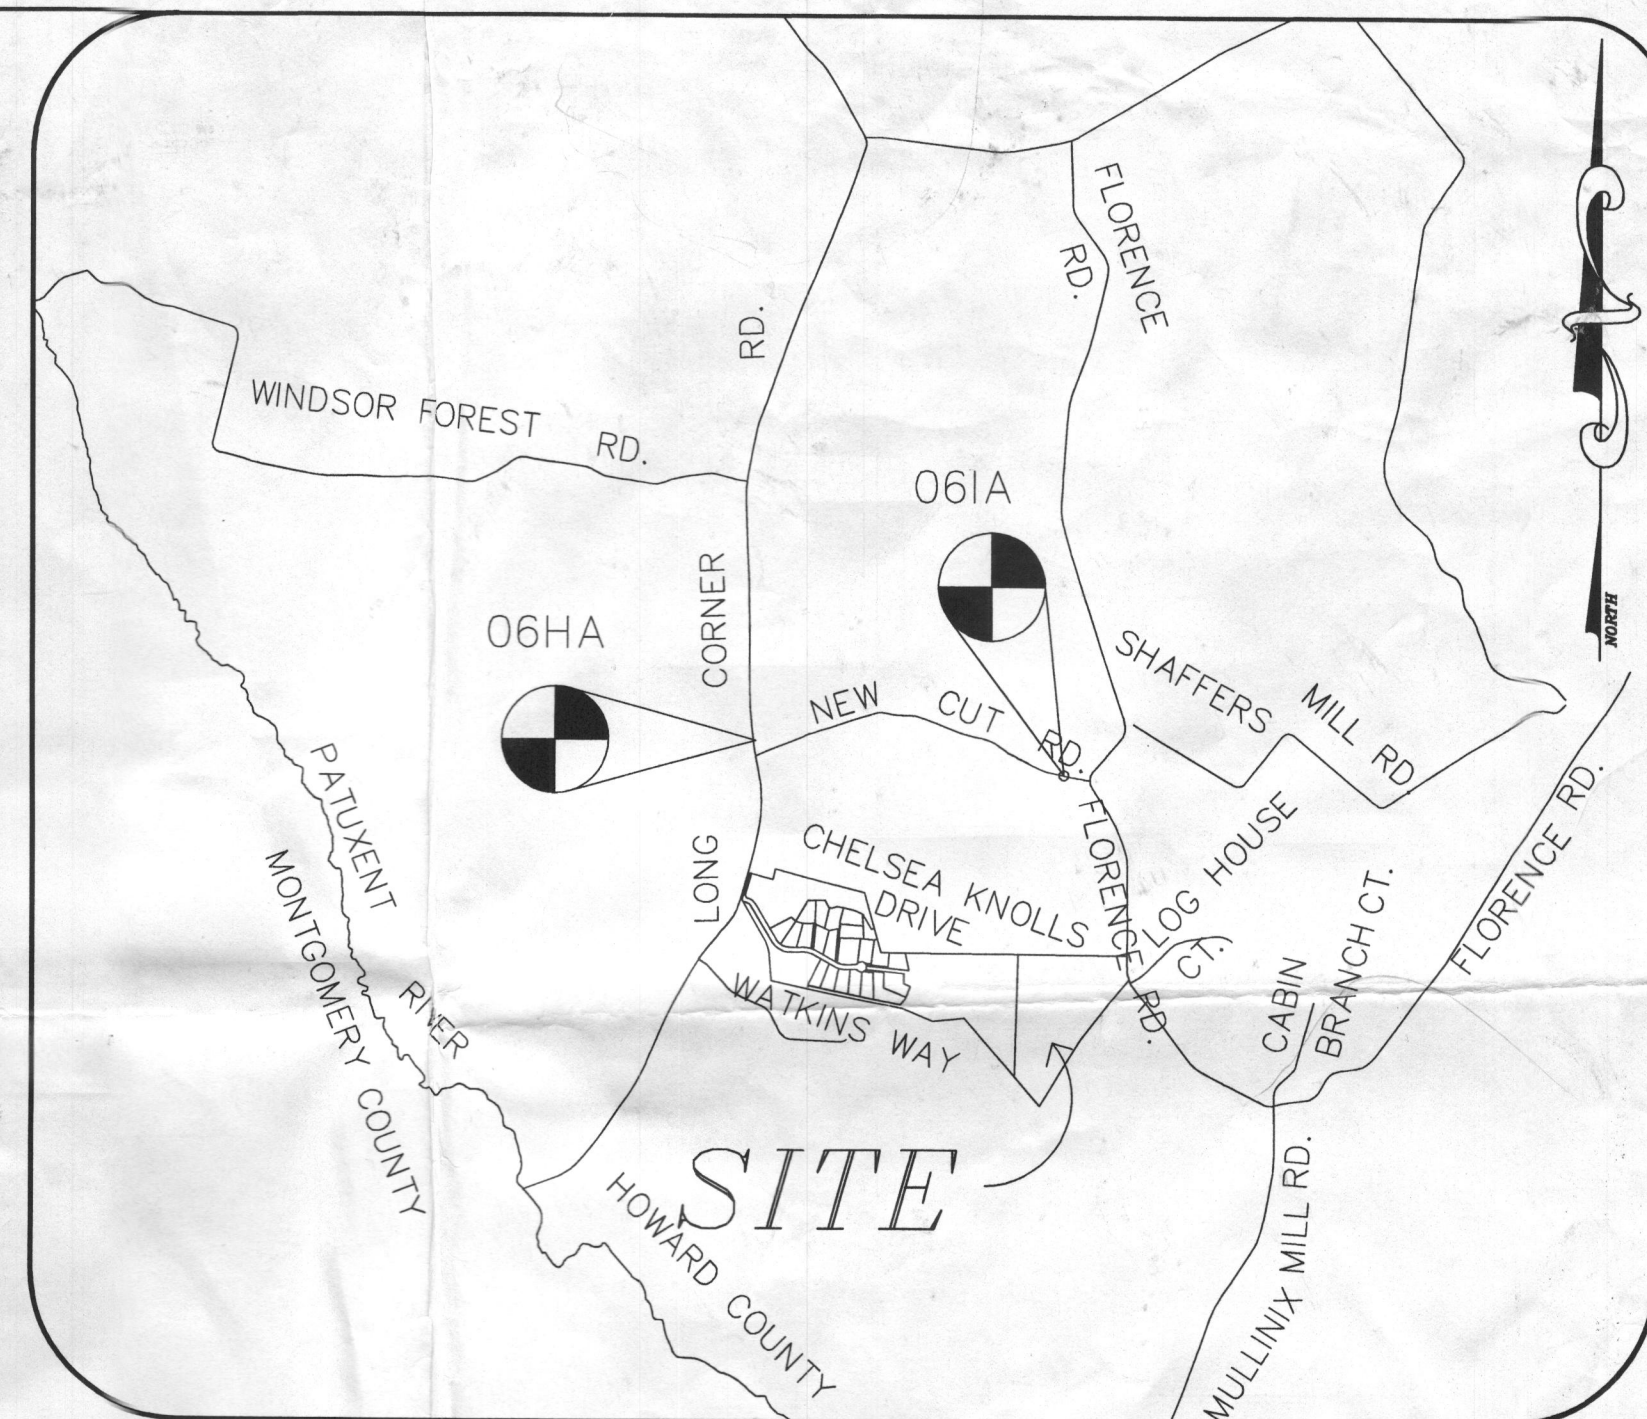 FLORENCE
RD.
RD.
WINDSOR FOREST RD.
06IA
NORTH
CORNER
06HA
SHAFFERS MILL RD.
NEW CUT RD.
PATUXENT
RIVER
FLORENCE RD.
CHELSEA KNOLLS
DRIVE
LONG
FLORENCE
RD.
LOG HOUSE
CT.
MONTGOMERY COUNTY
CABIN
BRANCH CT.
WATKINS WAY
SITE
HOWARD COUNTY
MULLINIX MILL RD.